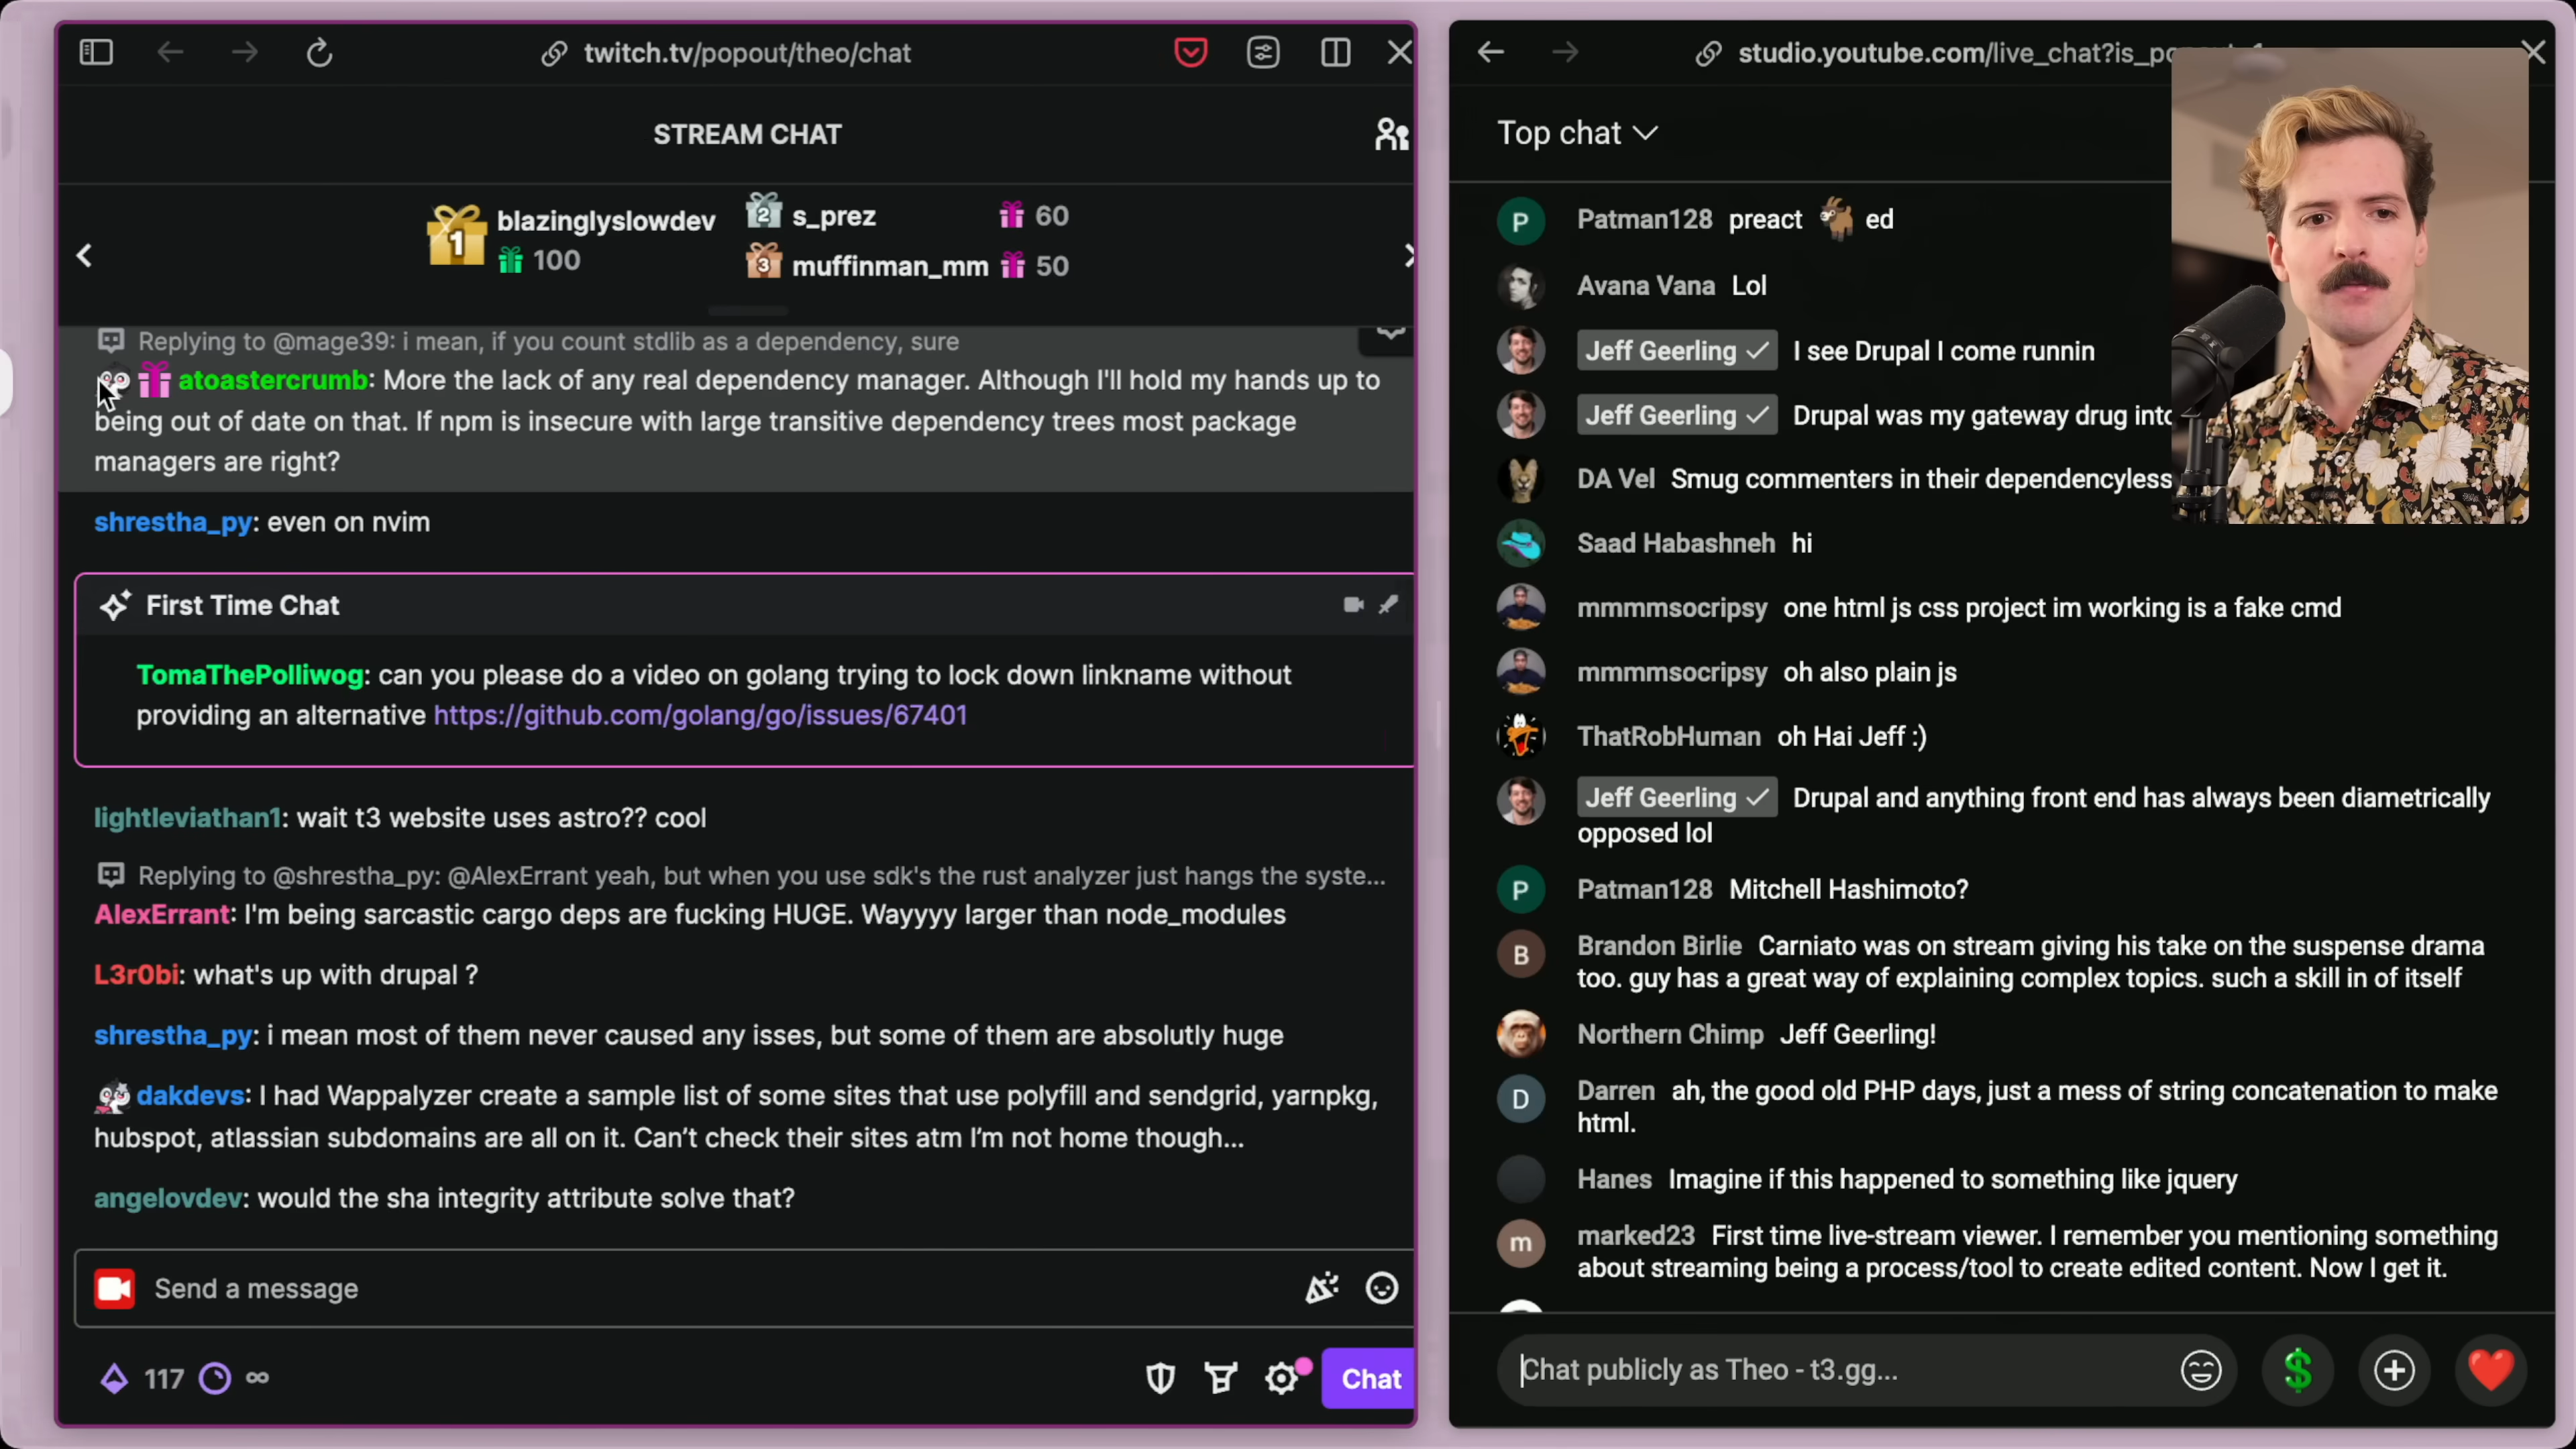 twitch.tv/popout/theo/chat
STREAM CHAT
1 blazinglyslowdev
100
2 s_prez 60
3 muffinman_mm 50
Replying to @mage39: i mean, if you count stdlib as a dependency, sure
atoastercrumb: More the lack of any real dependency manager. Although I'll hold my hands up to
being out of date on that. If npm is insecure with large transitive dependency trees most package
managers are right?
shrestha_py: even on nvim
First Time Chat
TomaThePolliwog: can you please do a video on golang trying to lock down linkname without
providing an alternative https://github.com/golang/go/issues/67401
lightleviathan1: wait t3 website uses astro?? cool
Replying to @shrestha_py: @AlexErrant yeah, but when you use sdk's the rust analyzer just hangs the syste...
AlexErrant: I'm being sarcastic cargo deps are fucking HUGE. Wayyyy larger than node_modules
L3r0bi: what's up with drupal ?
shrestha_py: i mean most of them never caused any isses, but some of them are absolutly huge
dakdevs: I had Wappalyzer create a sample list of some sites that use polyfill and sendgrid, yarnpkg,
hubspot, atlassian subdomains are all on it. Can't check their sites atm I'm not home though...
angelovdev: would the sha integrity attribute solve that?
Send a message
117 ∞
Chat
studio.youtube.com/live_chat?is_po
Top chat
P Patman128 preact ed
Avana Vana Lol
Jeff Geerling I see Drupal I come runnin
Jeff Geerling Drupal was my gateway drug into
DA Vel Smug commenters in their dependencyless
Saad Habashneh hi
mmmmsocripsy one html js css project im working is a fake cmd
mmmmsocripsy oh also plain js
ThatRobHuman oh Hai Jeff :)
Jeff Geerling Drupal and anything front end has always been diametrically
opposed lol
P Patman128 Mitchell Hashimoto?
B Brandon Birlie Carniato was on stream giving his take on the suspense drama
too. guy has a great way of explaining complex topics. such a skill in of itself
Northern Chimp Jeff Geerling!
D Darren ah, the good old PHP days, just a mess of string concatenation to make
html.
Hanes Imagine if this happened to something like jquery
m marked23 First time live-stream viewer. I remember you mentioning something
about streaming being a process/tool to create edited content. Now I get it.
Chat publicly as Theo - t3.gg...